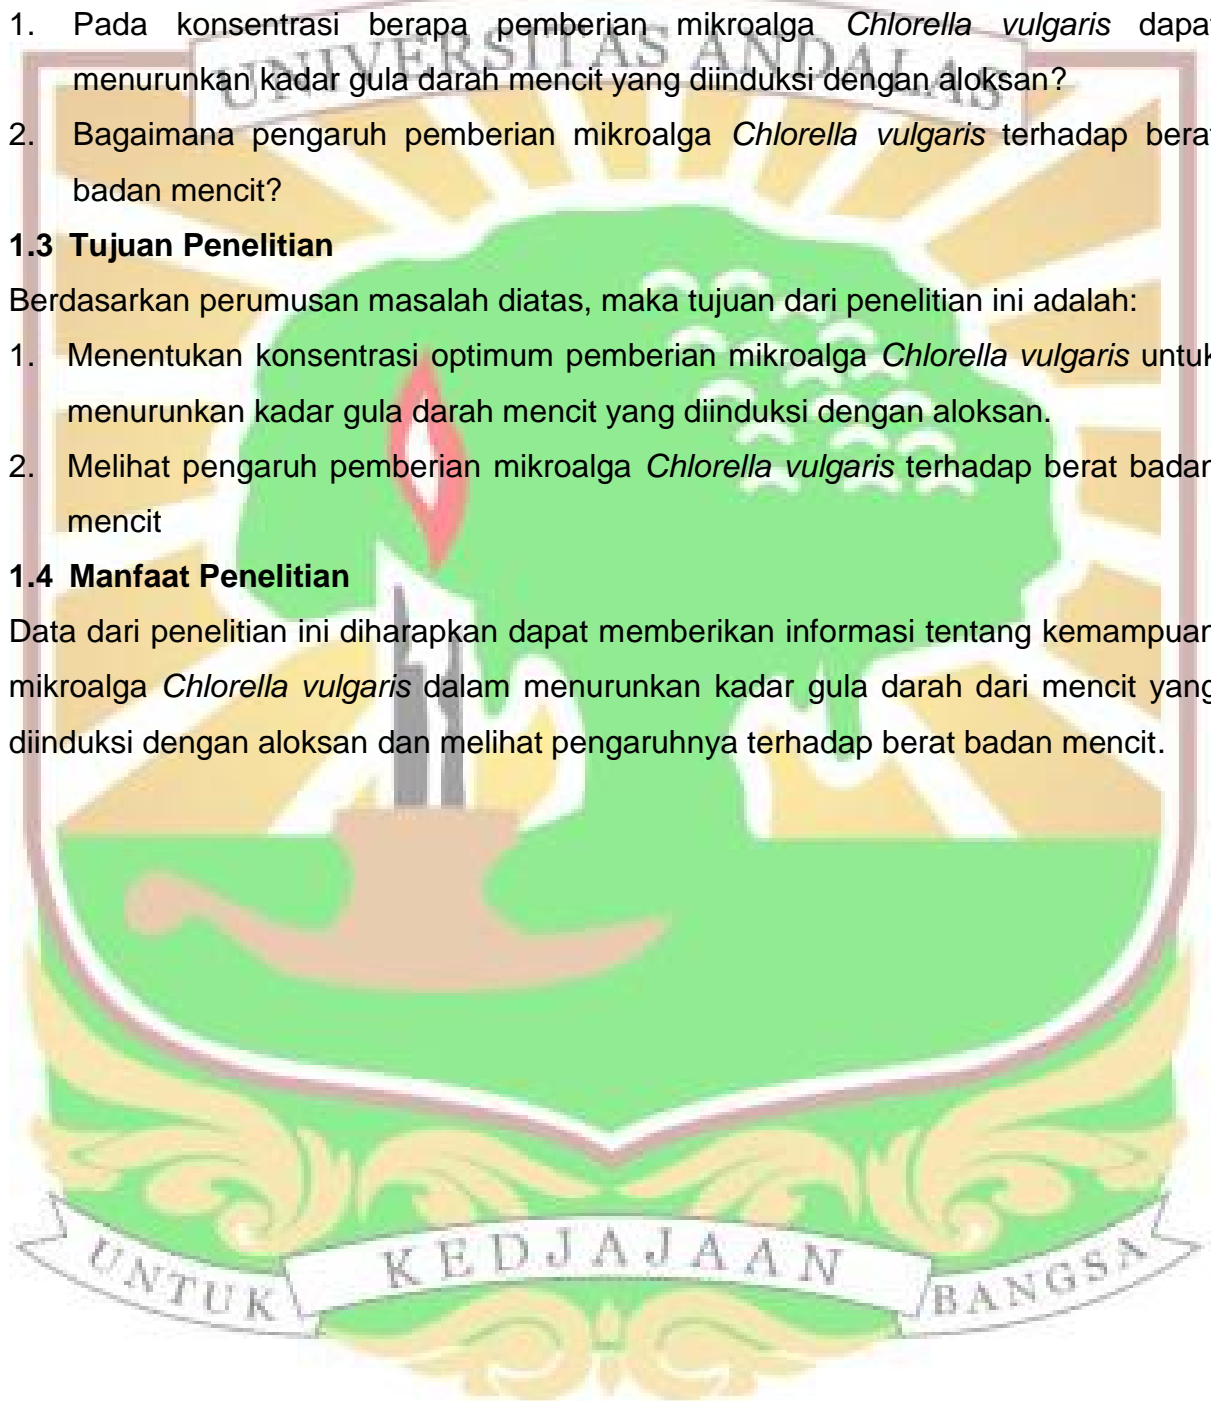 1. Pada konsentrasi berapa pemberian mikroalga Chlorella vulgaris dapat
menurunkan kadar gula darah mencit yang diinduksi dengan aloksan?
2. Bagaimana pengaruh pemberian mikroalga Chlorella vulgaris terhadap berat
badan mencit?
1.3 Tujuan Penelitian
Berdasarkan perumusan masalah diatas, maka tujuan dari penelitian ini adalah:
1. Menentukan konsentrasi optimum pemberian mikroalga Chlorella vulgaris untuk
menurunkan kadar gula darah mencit yang diinduksi dengan aloksan.
2. Melihat pengaruh pemberian mikroalga Chlorella vulgaris terhadap berat badan
mencit
1.4 Manfaat Penelitian
Data dari penelitian ini diharapkan dapat memberikan informasi tentang kemampuan
mikroalga Chlorella vulgaris dalam menurunkan kadar gula darah dari mencit yang
diinduksi dengan aloksan dan melihat pengaruhnya terhadap berat badan mencit.
UNIVERSITAS ANDALAS
UNTUK KEDJAJAAN BANGSA